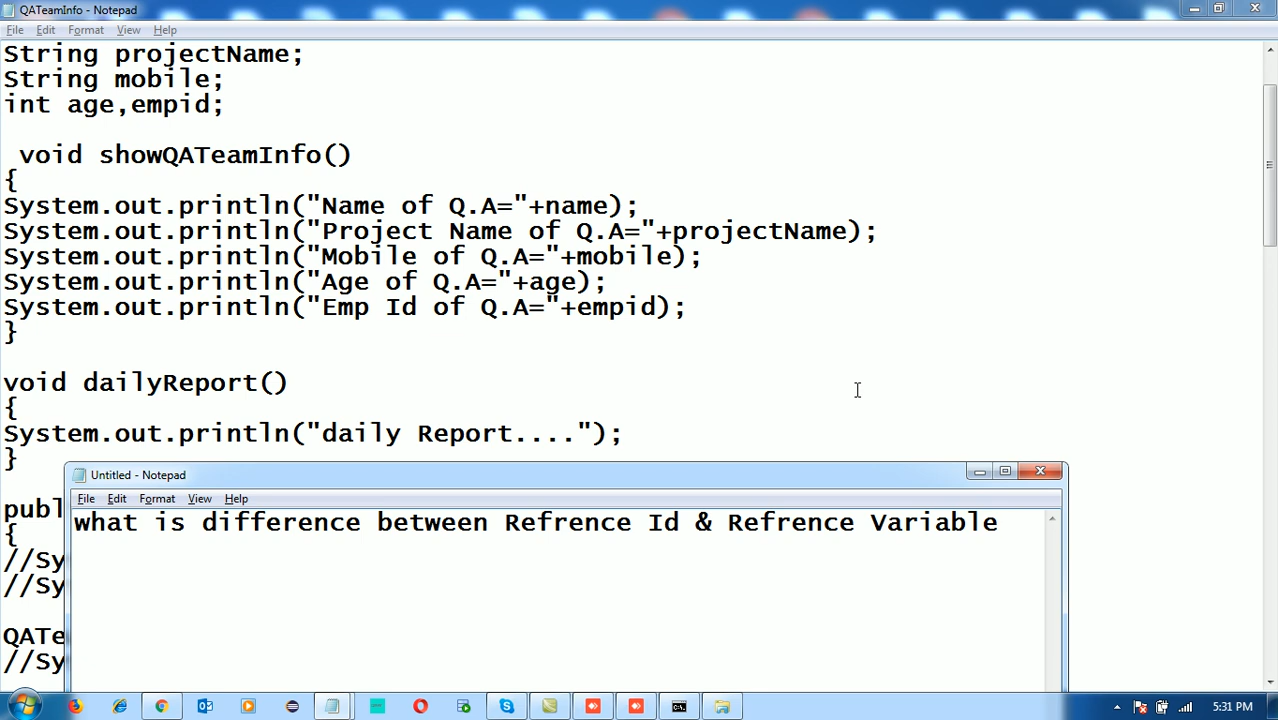 QATeamInfo - Notepad
File Edit Format View Help
String projectName;
String mobile;
int age,empid;
void showQATeamInfo()
{
System.out.println("Name of Q.A="+name);
System.out.println("Project Name of Q.A="+projectName);
System.out.println("Mobile of Q.A="+mobile);
System.out.println("Age of Q.A="+age);
System.out.println("Emp Id of Q.A="+empid);
}
void dailyReport()
{
System.out.println("daily Report....");
}
publ
{
//Sy
//Sy
QATe
//Sy
Untitled - Notepad
File Edit Format View Help
what is difference between Refrence Id & Refrence Variable
5:31 PM